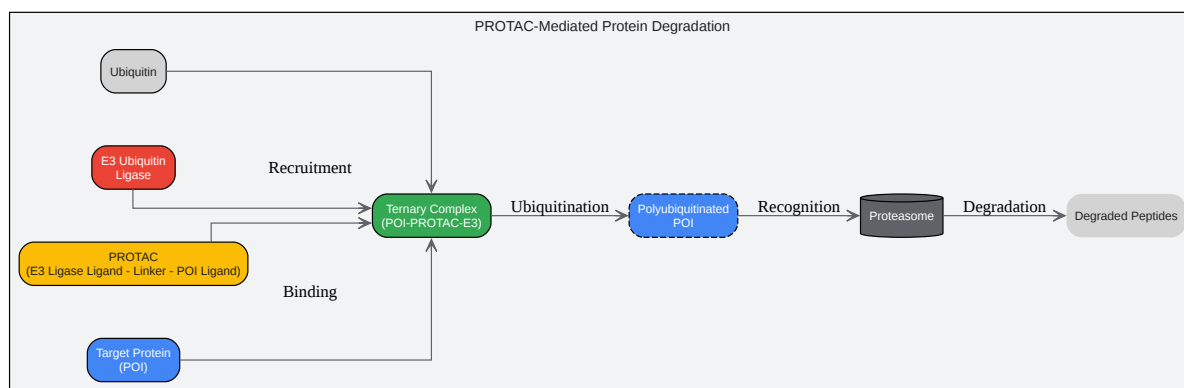 PROTAC-Mediated Protein Degradation
Ubiquitin
E3 Ubiquitin
Ligase
Recruitment
PROTAC
(E3 Ligase Ligand - Linker - POI Ligand)
Binding
Target Protein
(POI)
Ternary Complex
(POI-PROTAC-E3)
Ubiquitination
Polyubiquitinated
POI
Recognition
Proteasome
Degradation
Degraded Peptides